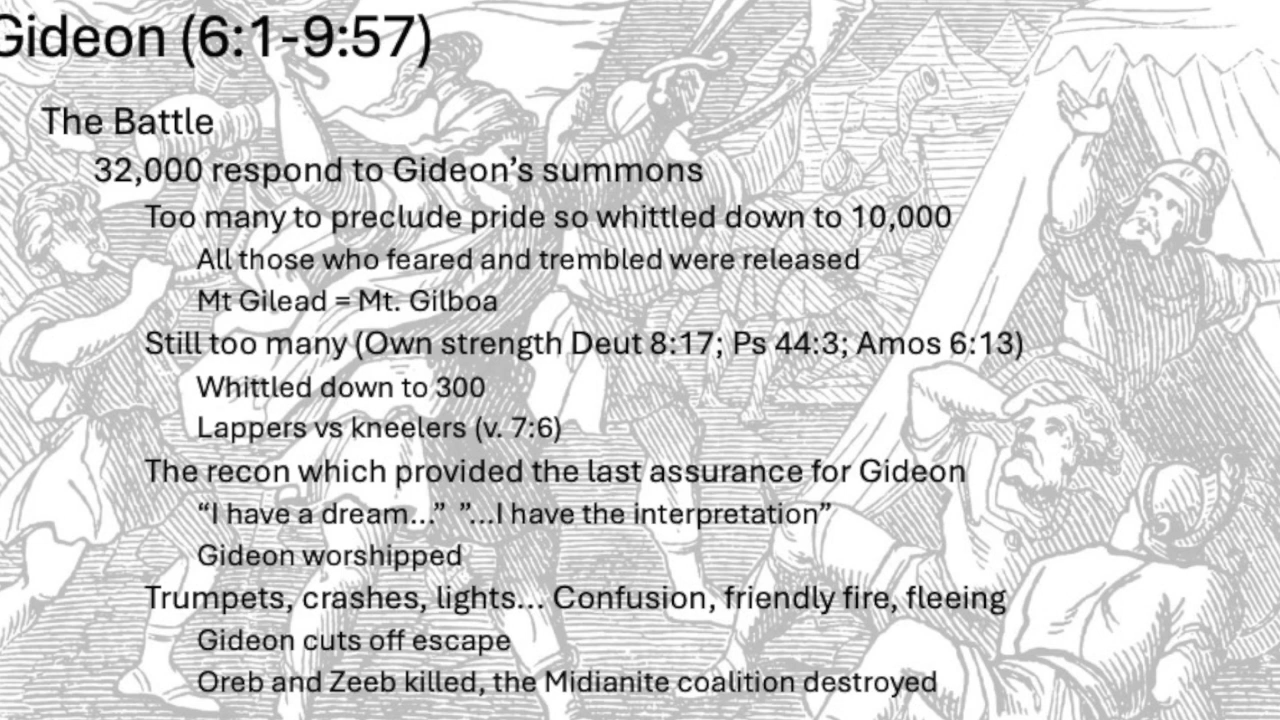 Gideon (6:1-9:57)
The Battle
32,000 respond to Gideon’s summons
Too many to preclude pride so whittled down to 10,000
All those who feared and trembled were released
Mt Gilead = Mt. Gilboa
Still too many (Own strength Deut 8:17; Ps 44:3; Amos 6:13)
Whittled down to 300
Lappers vs kneelers (v. 7:6)
The recon which provided the last assurance for Gideon
“I have a dream...” ”...I have the interpretation”
Gideon worshipped
Trumpets, crashes, lights... Confusion, friendly fire, fleeing
Gideon cuts off escape
Oreb and Zeeb killed, the Midianite coalition destroyed